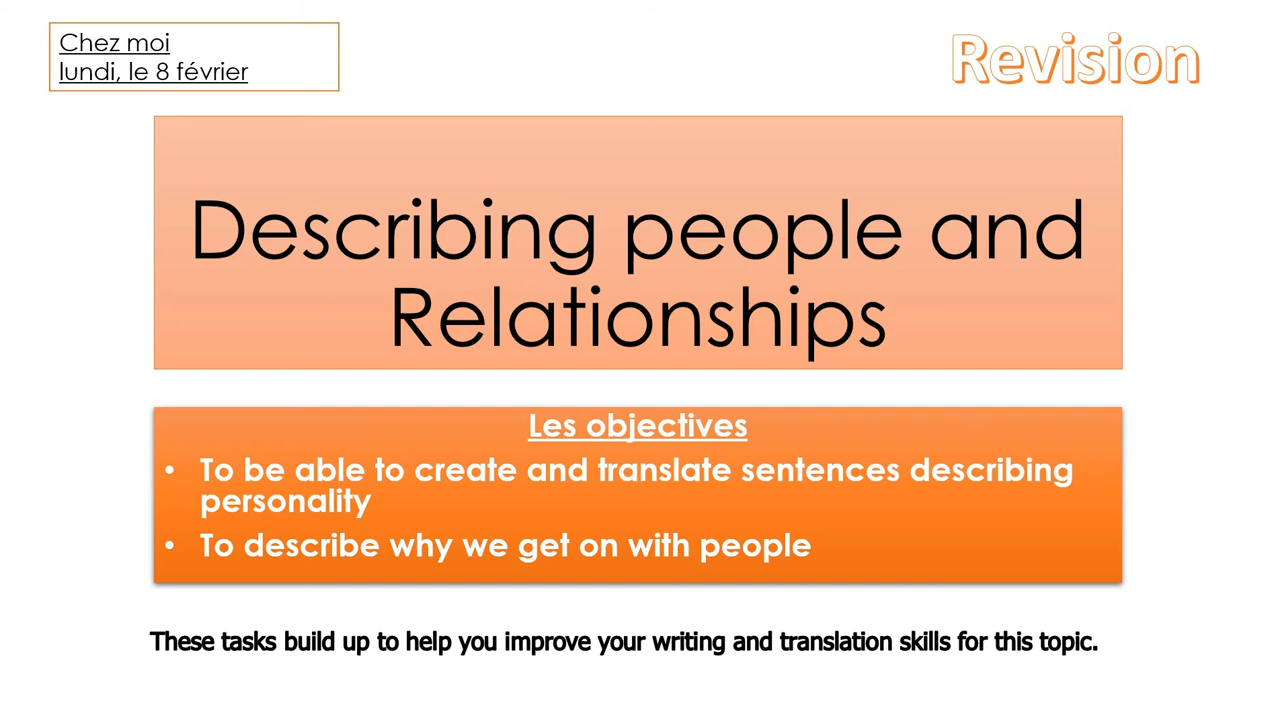 Chez moi
lundi, le 8 février
Revision
Describing people and
Relationships
Les objectives
• To be able to create and translate sentences describing
personality
• To describe why we get on with people
These tasks build up to help you improve your writing and translation skills for this topic.